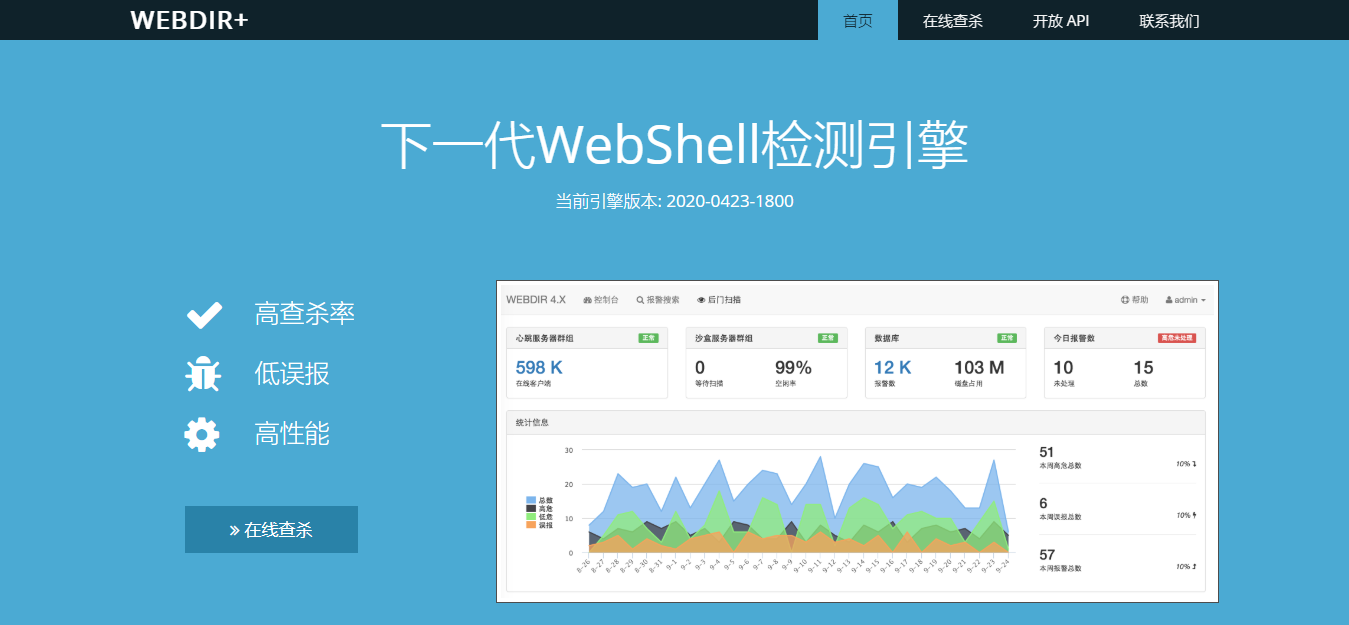 WEBDIR+ 首页 在线查杀 开放 API 联系我们
下一代WebShell检测引擎
当前引擎版本: 2020-0423-1800
高查杀率
低误报
高性能
» 在线查杀
WEBDIR 4.X 控制台 报警搜索 后门扫描 帮助 admin
心跳服务器群组 正常
598 K
在线客户端
沙盒服务器群组 正常
0 99%
等待扫描 空闲率
数据库 正常
12 K 103 M
报警数 磁盘占用
今日报警数 高危未处理
10 15
未处理 总数
统计信息
30
20
10
0
总数
高危
低危
误报
8-26 8-27 8-28 8-29 8-30 8-31 9-1 9-2 9-3 9-4 9-5 9-6 9-7 9-8 9-9 9-10 9-11 9-12 9-13 9-14 9-15 9-16 9-17 9-18 9-19 9-20 9-21 9-22 9-23 9-24
51
本周高危总数 10%
6
本周误报总数 10%
57
本周报警总数 10%